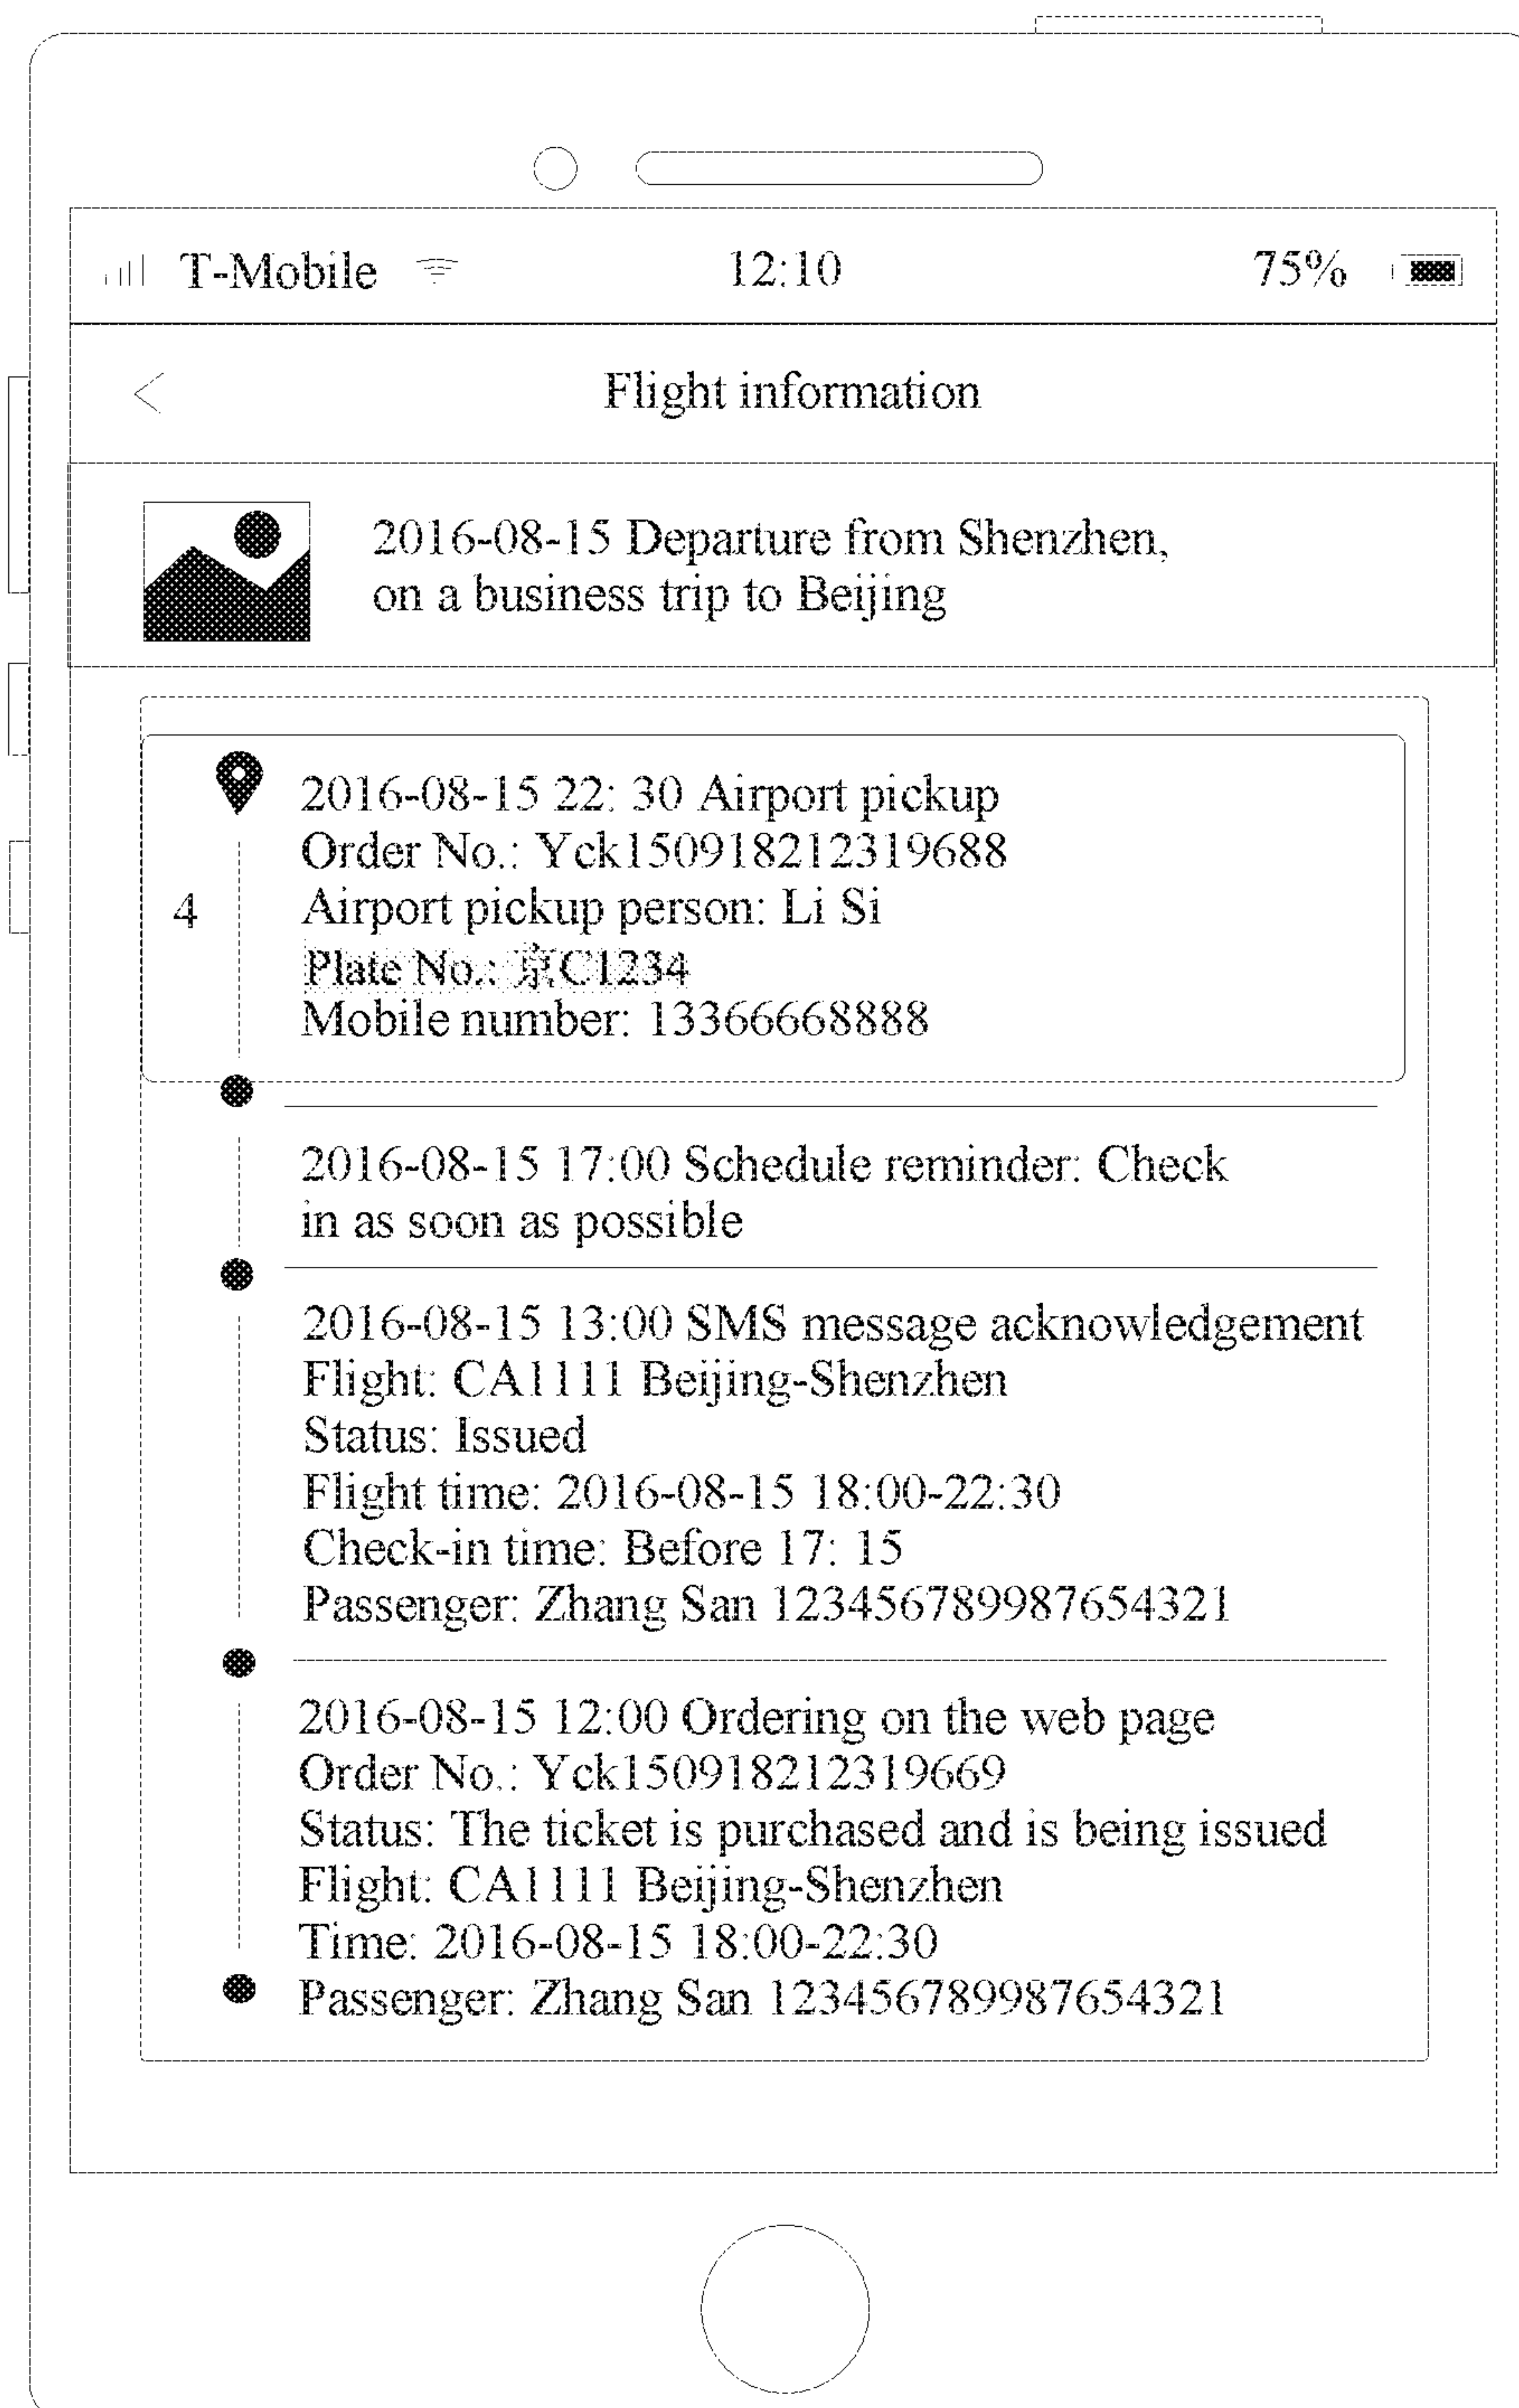 T-Mobile 12:10 75%
< Flight information
2016-08-15 Departure from Shenzhen,
on a business trip to Beijing
2016-08-15 22: 30 Airport pickup
Order No.: Yck150918212319688
4
Airport pickup person: Li Si
Plate No.: 京C1234
Mobile number: 13366668888
2016-08-15 17:00 Schedule reminder: Check
in as soon as possible
2016-08-15 13:00 SMS message acknowledgement
Flight: CA1111 Beijing-Shenzhen
Status: Issued
Flight time: 2016-08-15 18:00-22:30
Check-in time: Before 17: 15
Passenger: Zhang San 123456789987654321
2016-08-15 12:00 Ordering on the web page
Order No.: Yck150918212319669
Status: The ticket is purchased and is being issued
Flight: CA1111 Beijing-Shenzhen
Time: 2016-08-15 18:00-22:30
Passenger: Zhang San 123456789987654321